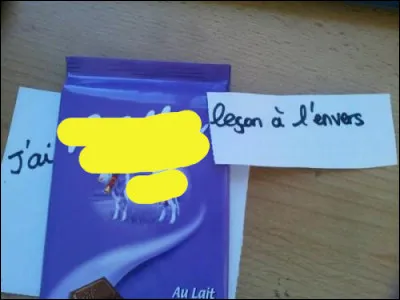 J'ai
leçon à l'envers
Au Lait